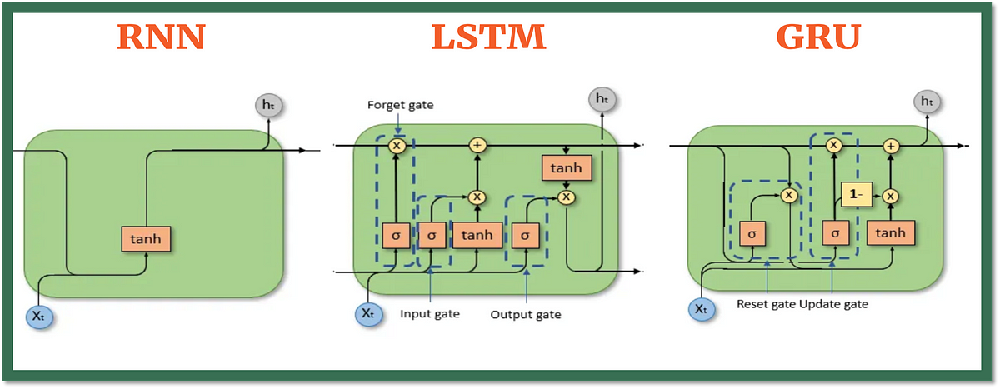 RNN
ht
tanh
Xt
LSTM
Forget gate
ht
x
+
tanh
x
x
σ
σ
tanh
σ
Xt
Input gate
Output gate
GRU
ht
x
+
x
1-
x
σ
σ
tanh
Xt
Reset gate Update gate